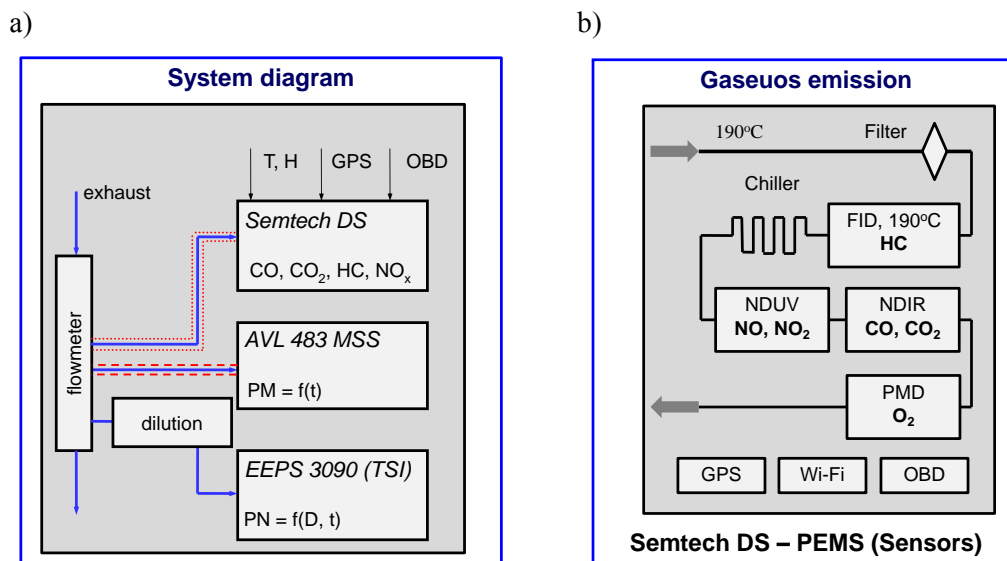 a)
System diagram
T, H
GPS
OBD
exhaust
Semtech DS
CO, CO₂, HC, NOₓ
flowmeter
AVL 483 MSS
PM = f(t)
dilution
EEPS 3090 (TSI)
PN = f(D, t)
b)
Gaseuos emission
190°C
Filter
Chiller
FID, 190°C
HC
NDUV
NO, NO₂
NDIR
CO, CO₂
PMD
O₂
GPS
Wi-Fi
OBD
Semtech DS – PEMS (Sensors)